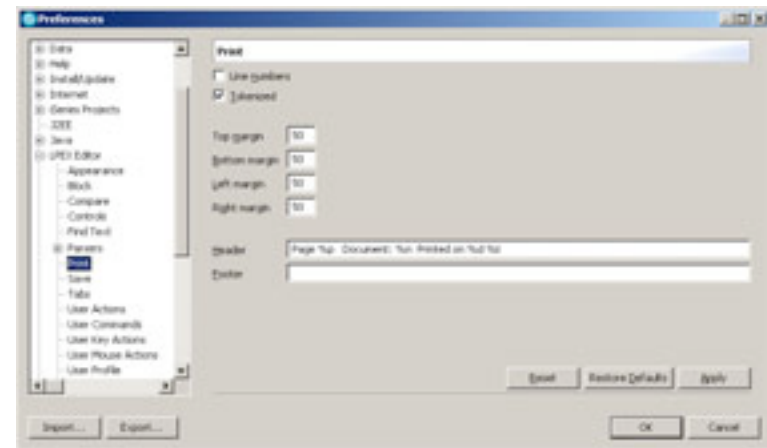 Preferences
Data
Help
Install/Update
Internet
J2EE
Java
LPEX Editor
Appearance
Block
Compare
Controls
Find Text
Parsers
Print
Save
Tabs
User Actions
User Commands
User Key Actions
User Mouse Actions
User Profile
Print
Line numbers
Tokenized
Top margin 50
Bottom margin 50
Left margin 50
Right margin 50
Header Page %p Document: %n Printed on %d %t
Footer
Reset Restore Defaults Apply
Import... Export... OK Cancel